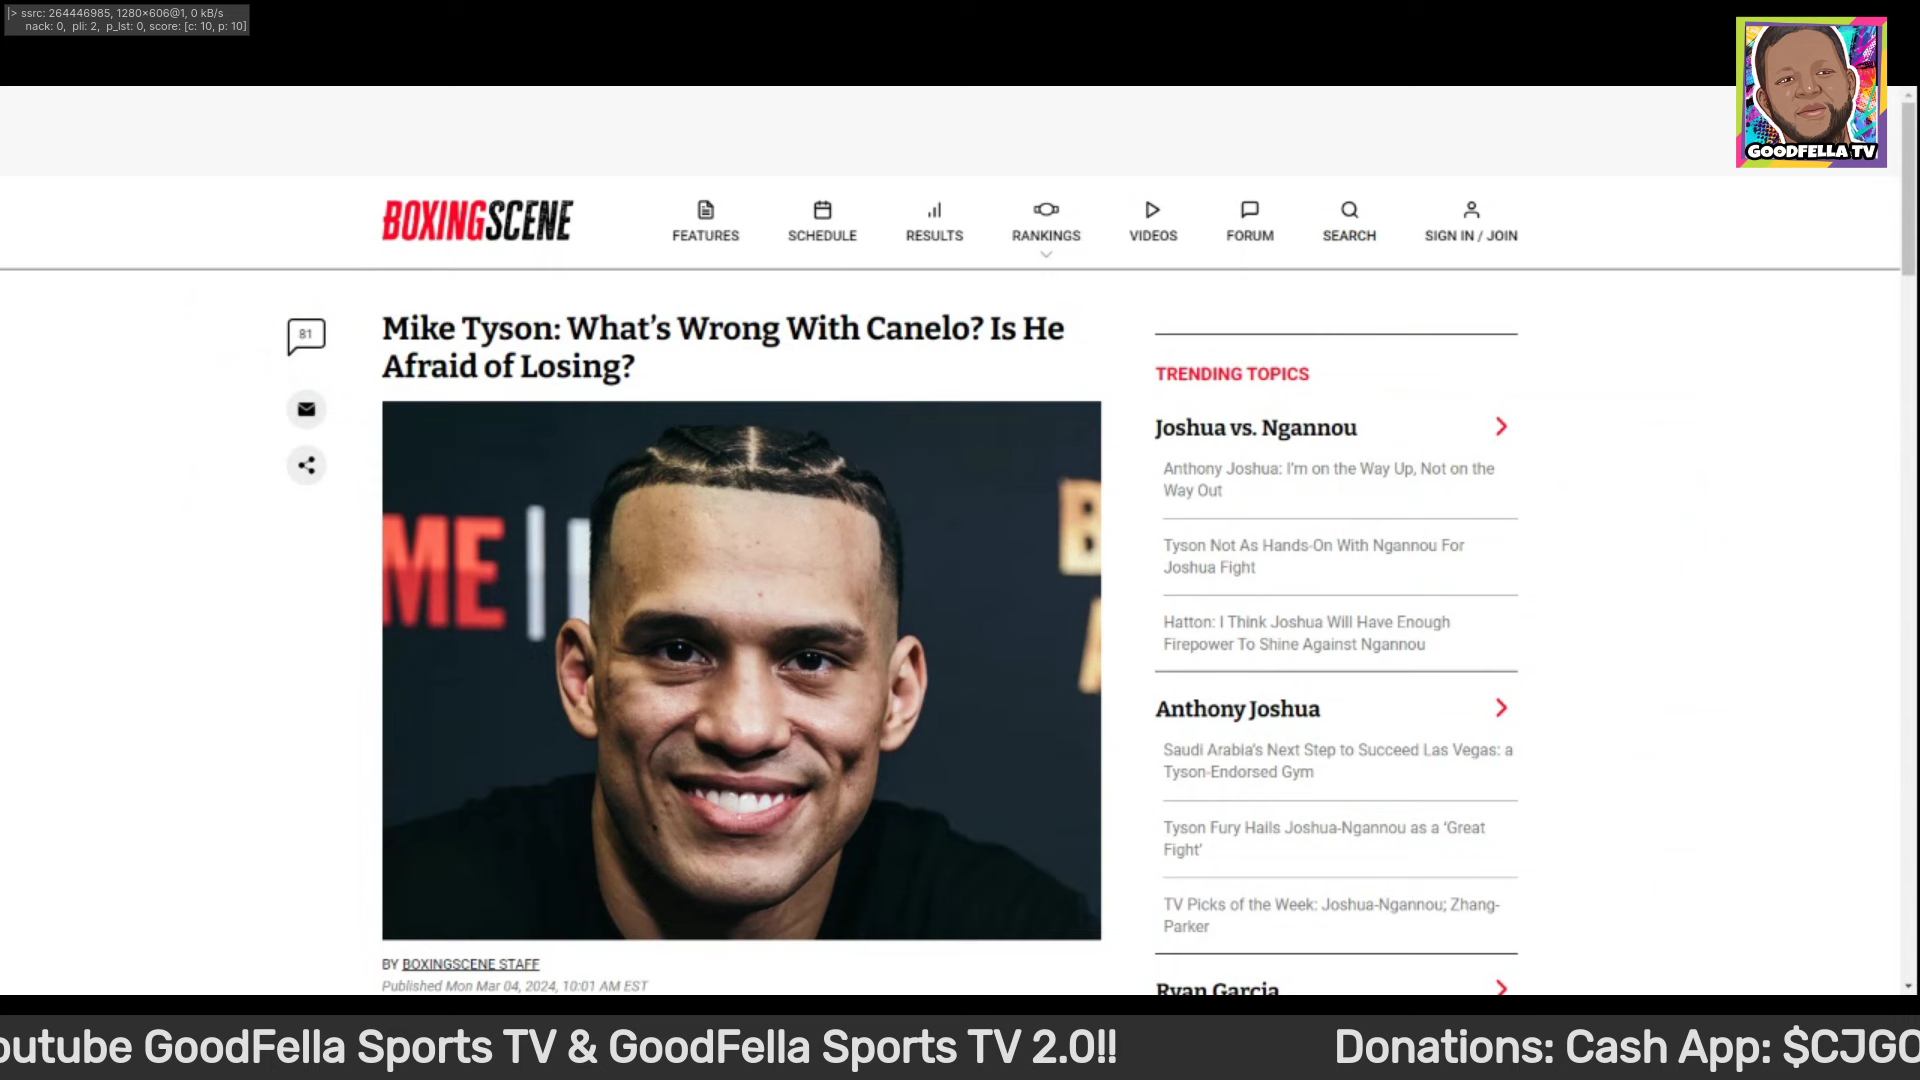 |> ssrc: 264446985, 1280×606@1, 0 kB/s
nack: 0, pli: 2, p_lst: 0, score: [c: 10, p: 10]
GOODFELLA TV
BOXINGSCENE
FEATURES
SCHEDULE
RESULTS
RANKINGS
VIDEOS
FORUM
SEARCH
SIGN IN / JOIN
81
Mike Tyson: What's Wrong With Canelo? Is He
Afraid of Losing?
ME
BY BOXINGSCENE STAFF
Published Mon Mar 04, 2024, 10:01 AM EST
TRENDING TOPICS
Joshua vs. Ngannou
Anthony Joshua: I'm on the Way Up, Not on the
Way Out
Tyson Not As Hands-On With Ngannou For
Joshua Fight
Hatton: I Think Joshua Will Have Enough
Firepower To Shine Against Ngannou
Anthony Joshua
Saudi Arabia's Next Step to Succeed Las Vegas: a
Tyson-Endorsed Gym
Tyson Fury Hails Joshua-Ngannou as a 'Great
Fight'
TV Picks of the Week: Joshua-Ngannou; Zhang-
Parker
Ryan Garcia
outube GoodFella Sports TV & GoodFella Sports TV 2.0!!
Donations: Cash App: $CJGO